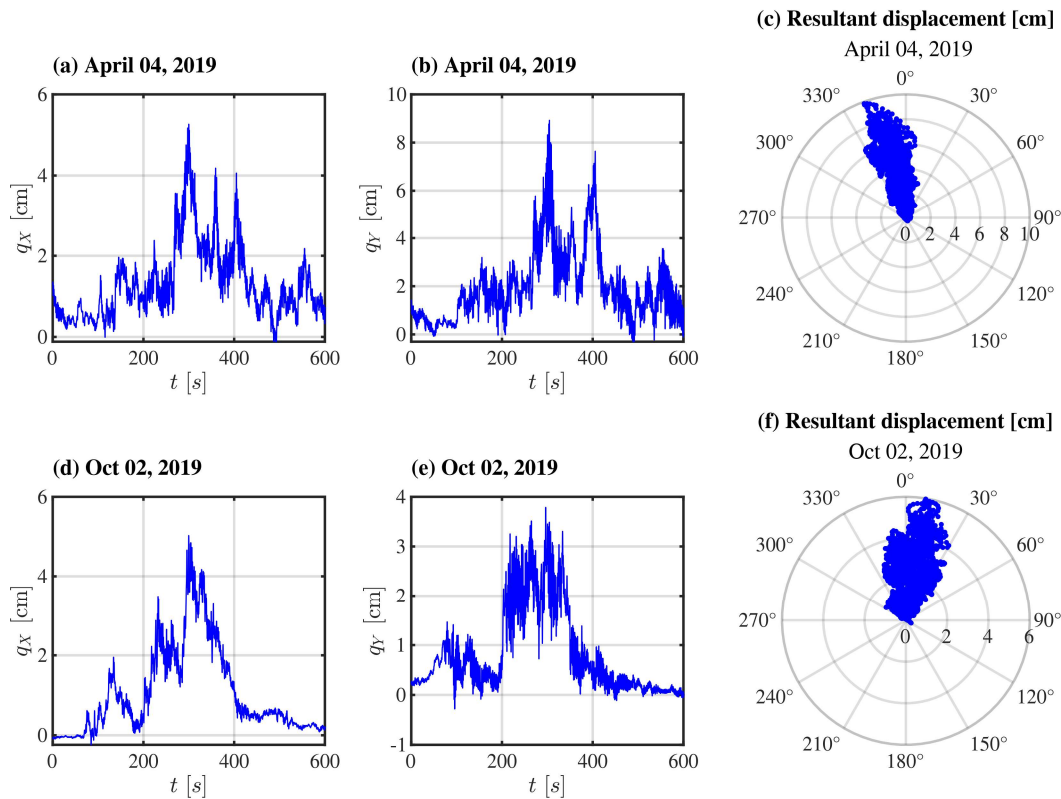 (c) Resultant displacement [cm]
April 04, 2019
(a) April 04, 2019
(b) April 04, 2019
6
4
2
0
q_X [cm]
0 200 400 600
t [s]
10
8
6
4
2
0
q_Y [cm]
0 200 400 600
t [s]
0°
30°
60°
90°
120°
150°
180°
210°
240°
270°
300°
330°
0 2 4 6 8 10
(f) Resultant displacement [cm]
Oct 02, 2019
(d) Oct 02, 2019
(e) Oct 02, 2019
6
4
2
0
q_X [cm]
0 200 400 600
t [s]
4
3
2
1
0
-1
q_Y [cm]
0 200 400 600
t [s]
0°
30°
60°
90°
120°
150°
180°
210°
240°
270°
300°
330°
0 2 4 6